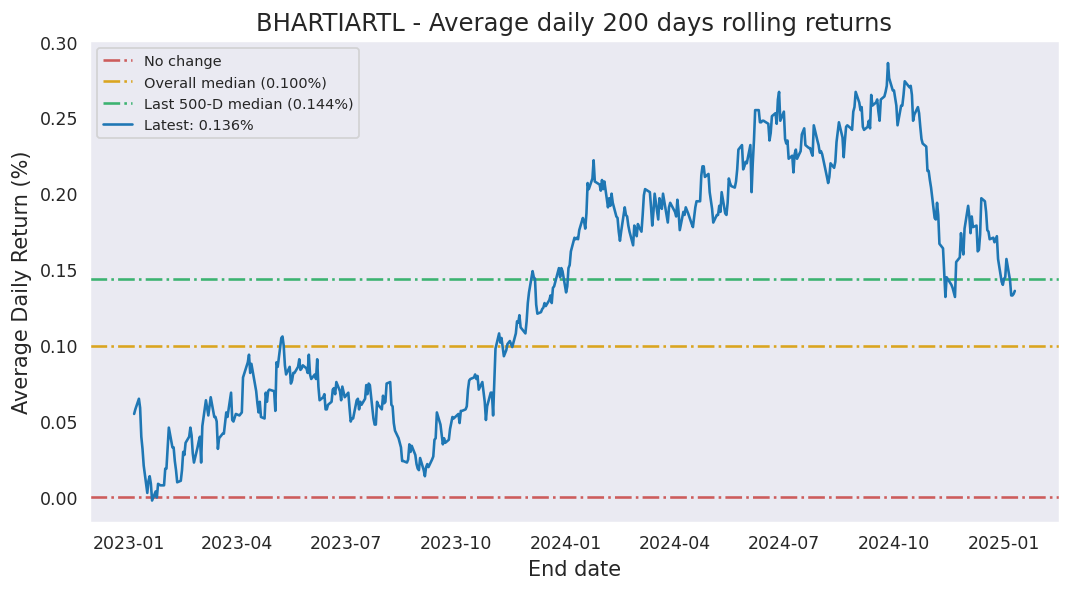 BHARTIARTL - Average daily 200 days rolling returns
No change
Overall median (0.100%)
Last 500-D median (0.144%)
Latest: 0.136%
Average Daily Return (%)
0.30
0.25
0.20
0.15
0.10
0.05
0.00
2023-01 2023-04 2023-07 2023-10 2024-01 2024-04 2024-07 2024-10 2025-01
End date